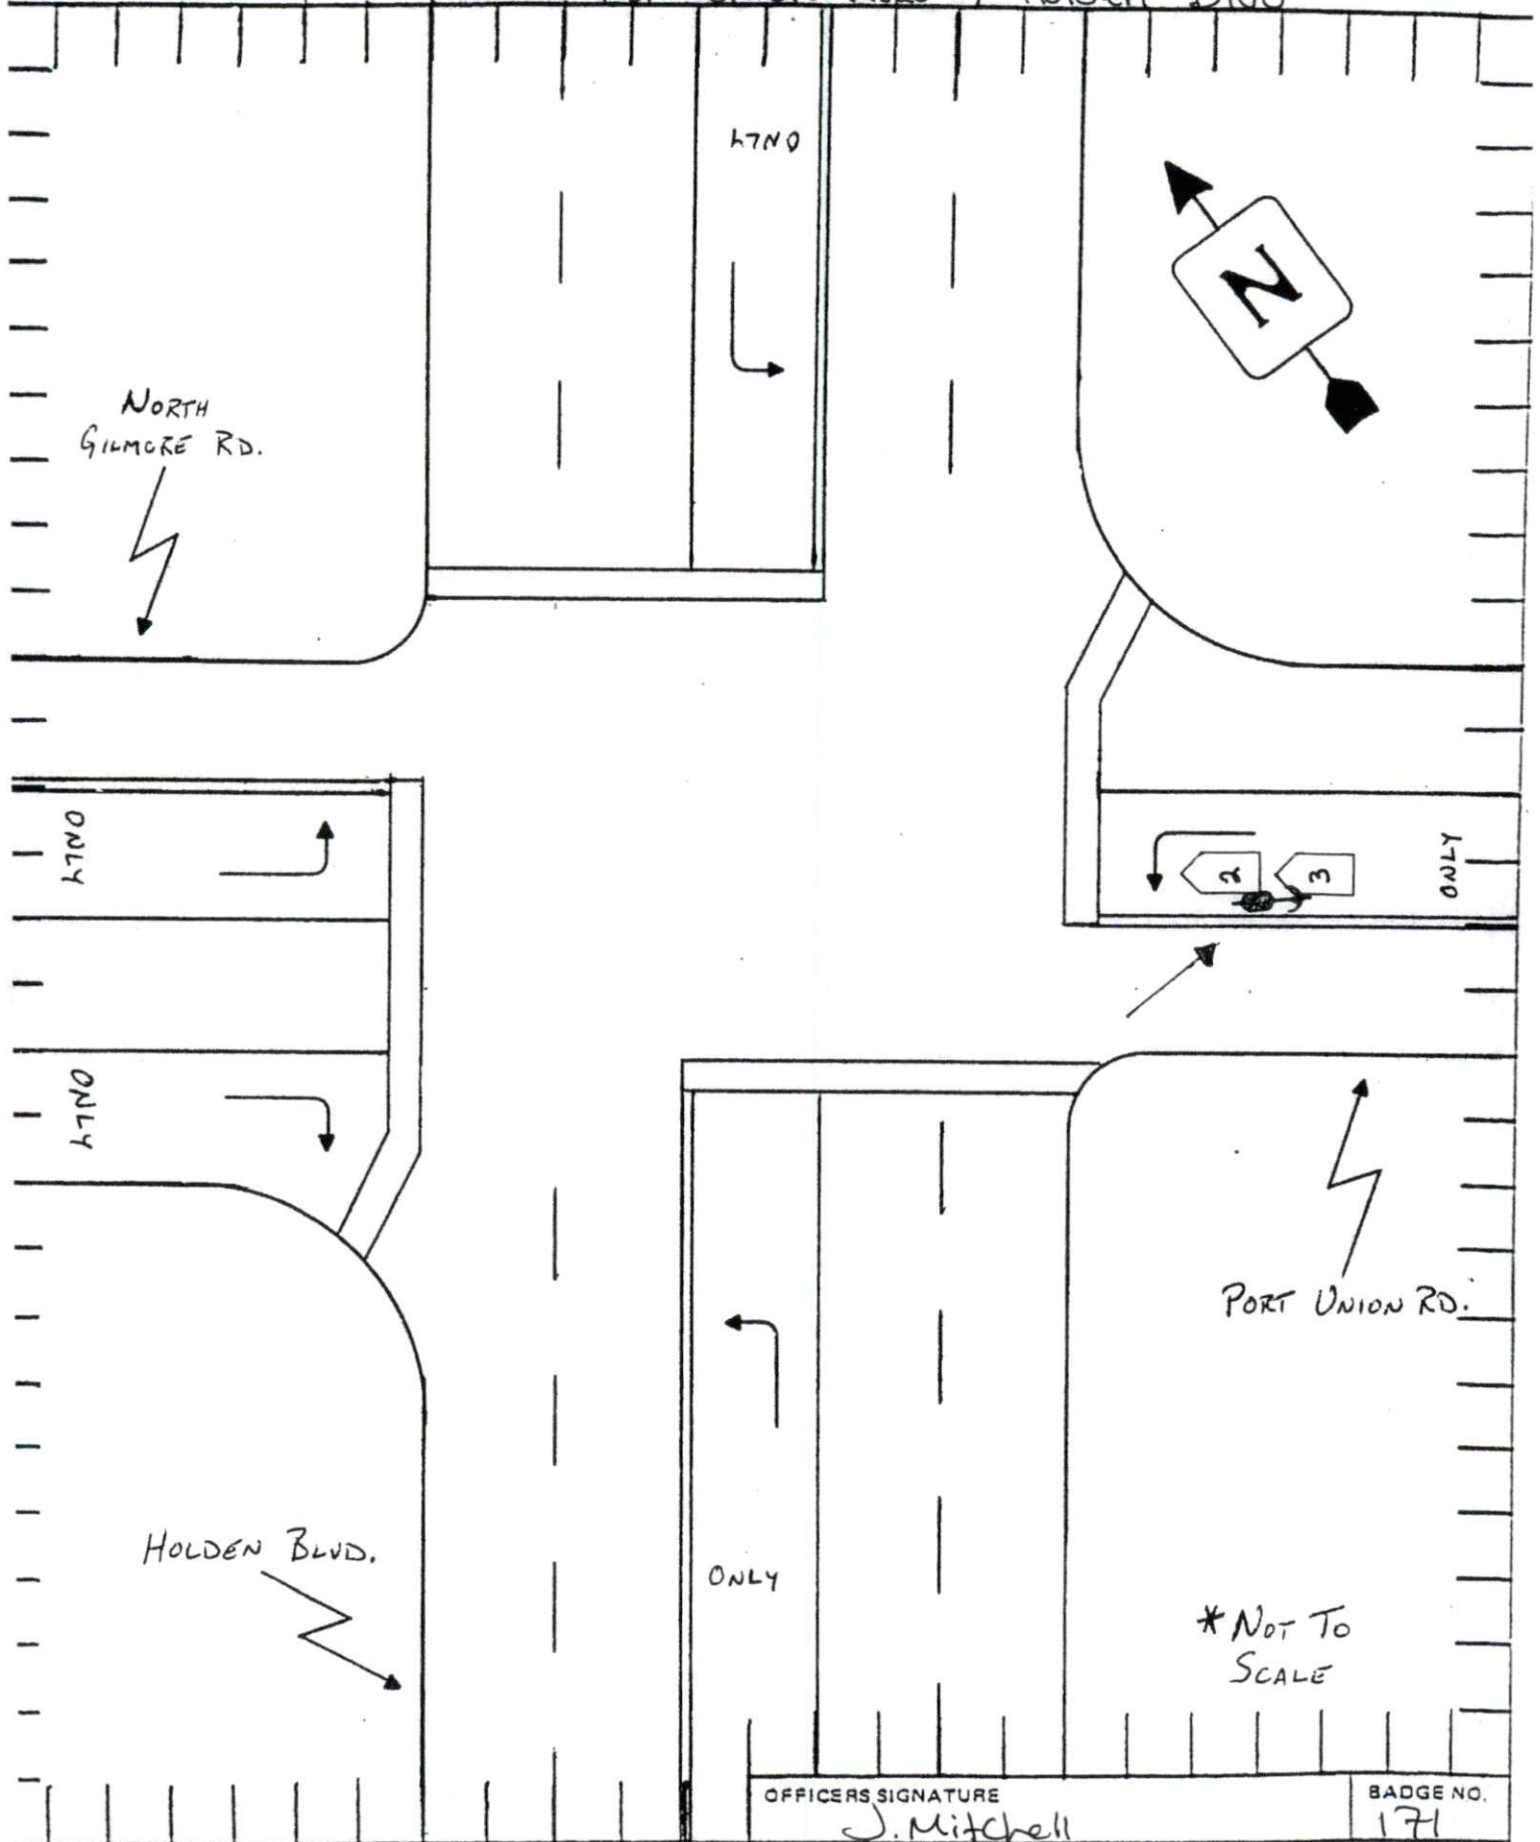 ONLY
N
NORTH
GILMORE RD.
ONLY
2 3
ONLY
ONLY
PORT UNION RD.
HOLDEN BLVD.
ONLY
*NOT TO
SCALE
OFFICERS SIGNATURE
J. Mitchell
BADGE NO.
171